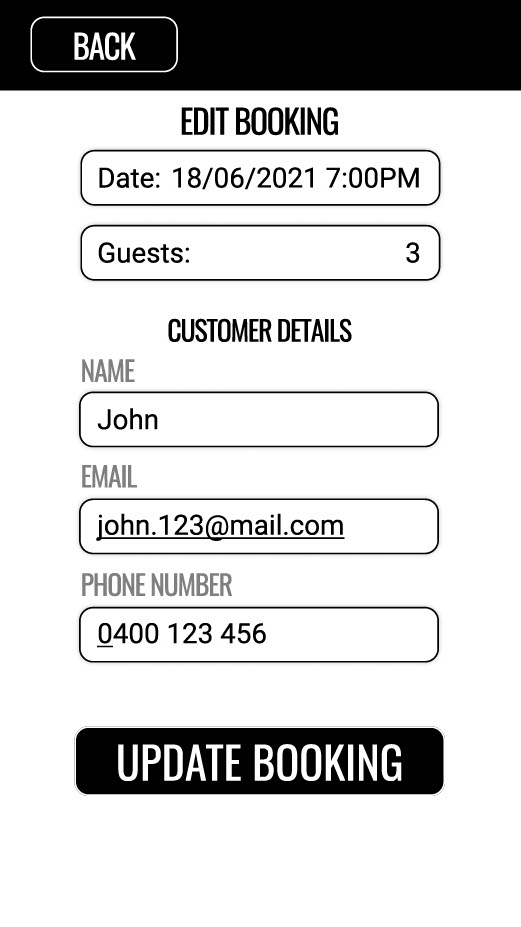 BACK
EDIT BOOKING
Date: 18/06/2021 7:00PM
Guests: 3
CUSTOMER DETAILS
NAME
John
EMAIL
john.123@mail.com
PHONE NUMBER
0400 123 456
UPDATE BOOKING